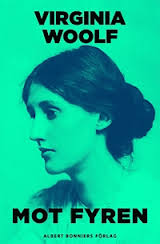 VIRGINIA
WOOLF
MOT FYREN
ALBERT BONNIERS FÖRLAG